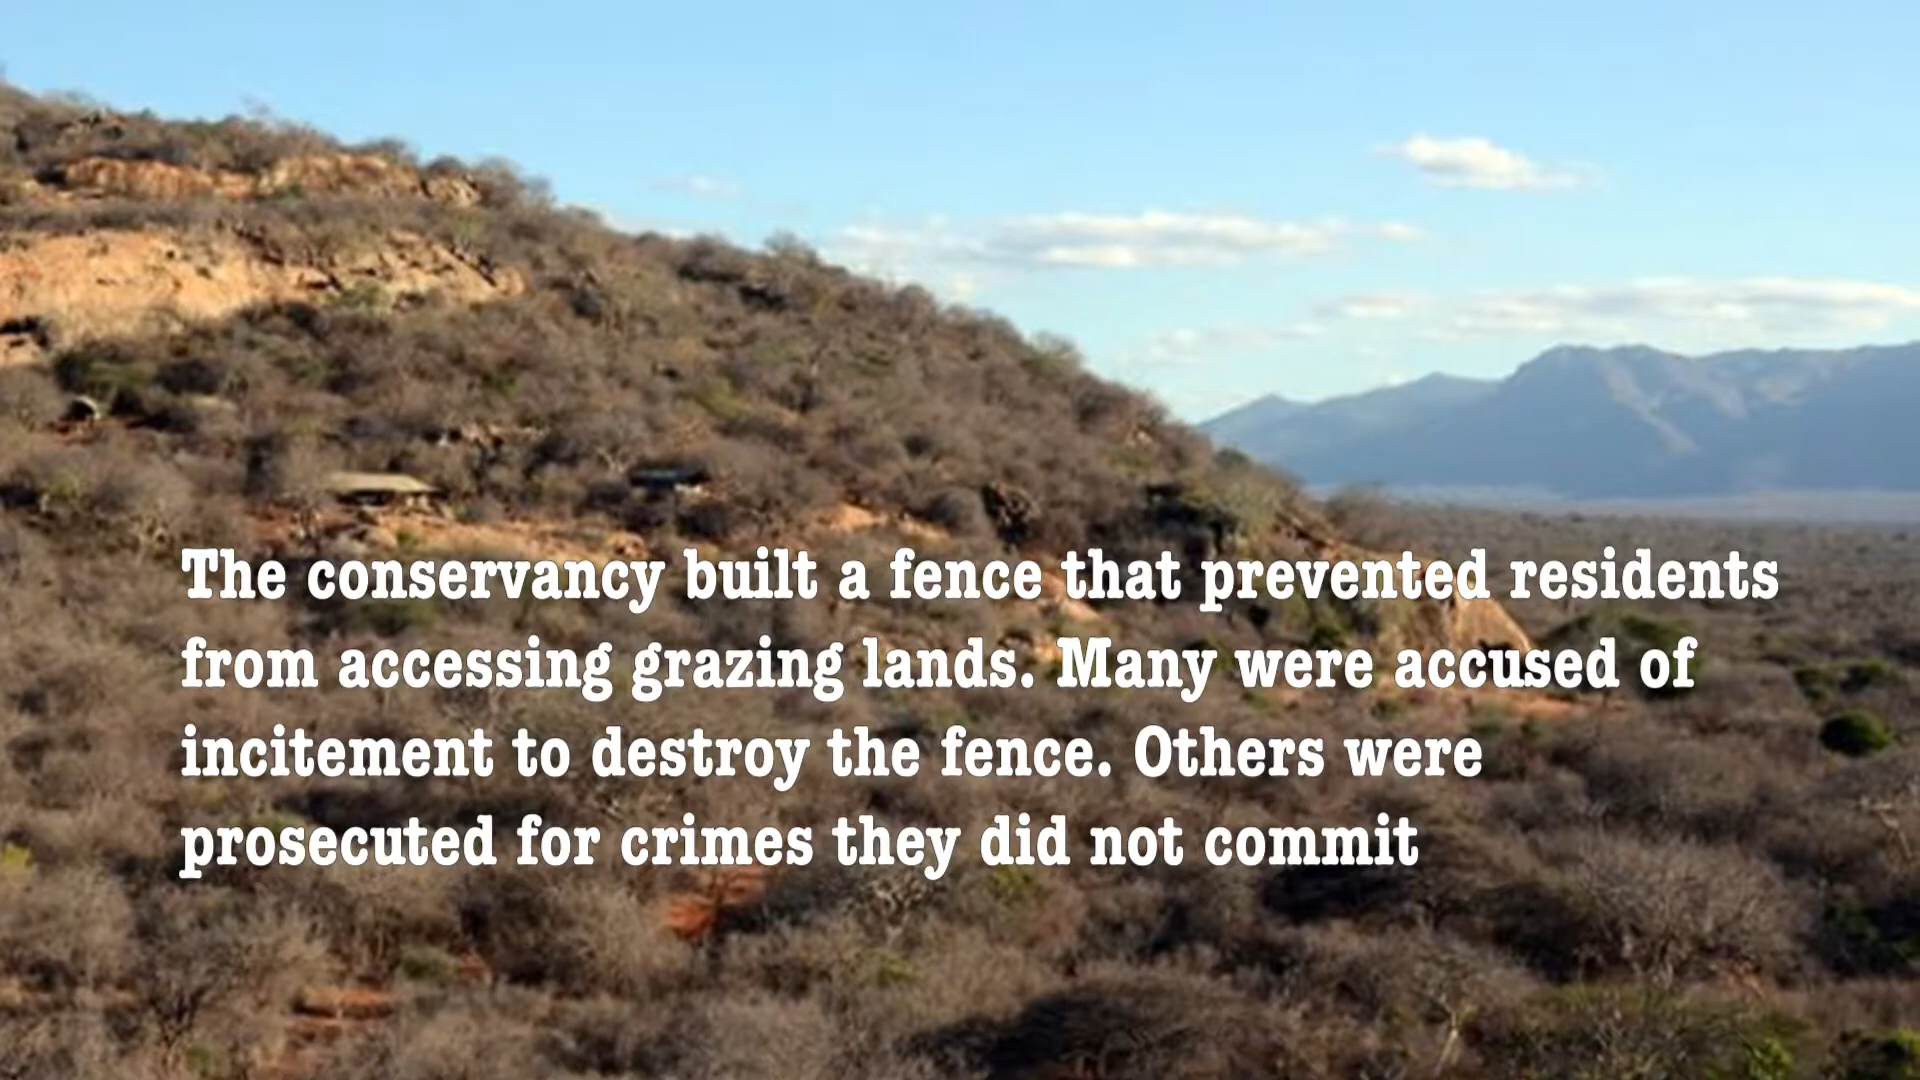 The conservancy built a fence that prevented residents
from accessing grazing lands. Many were accused of
incitement to destroy the fence. Others were
prosecuted for crimes they did not commit